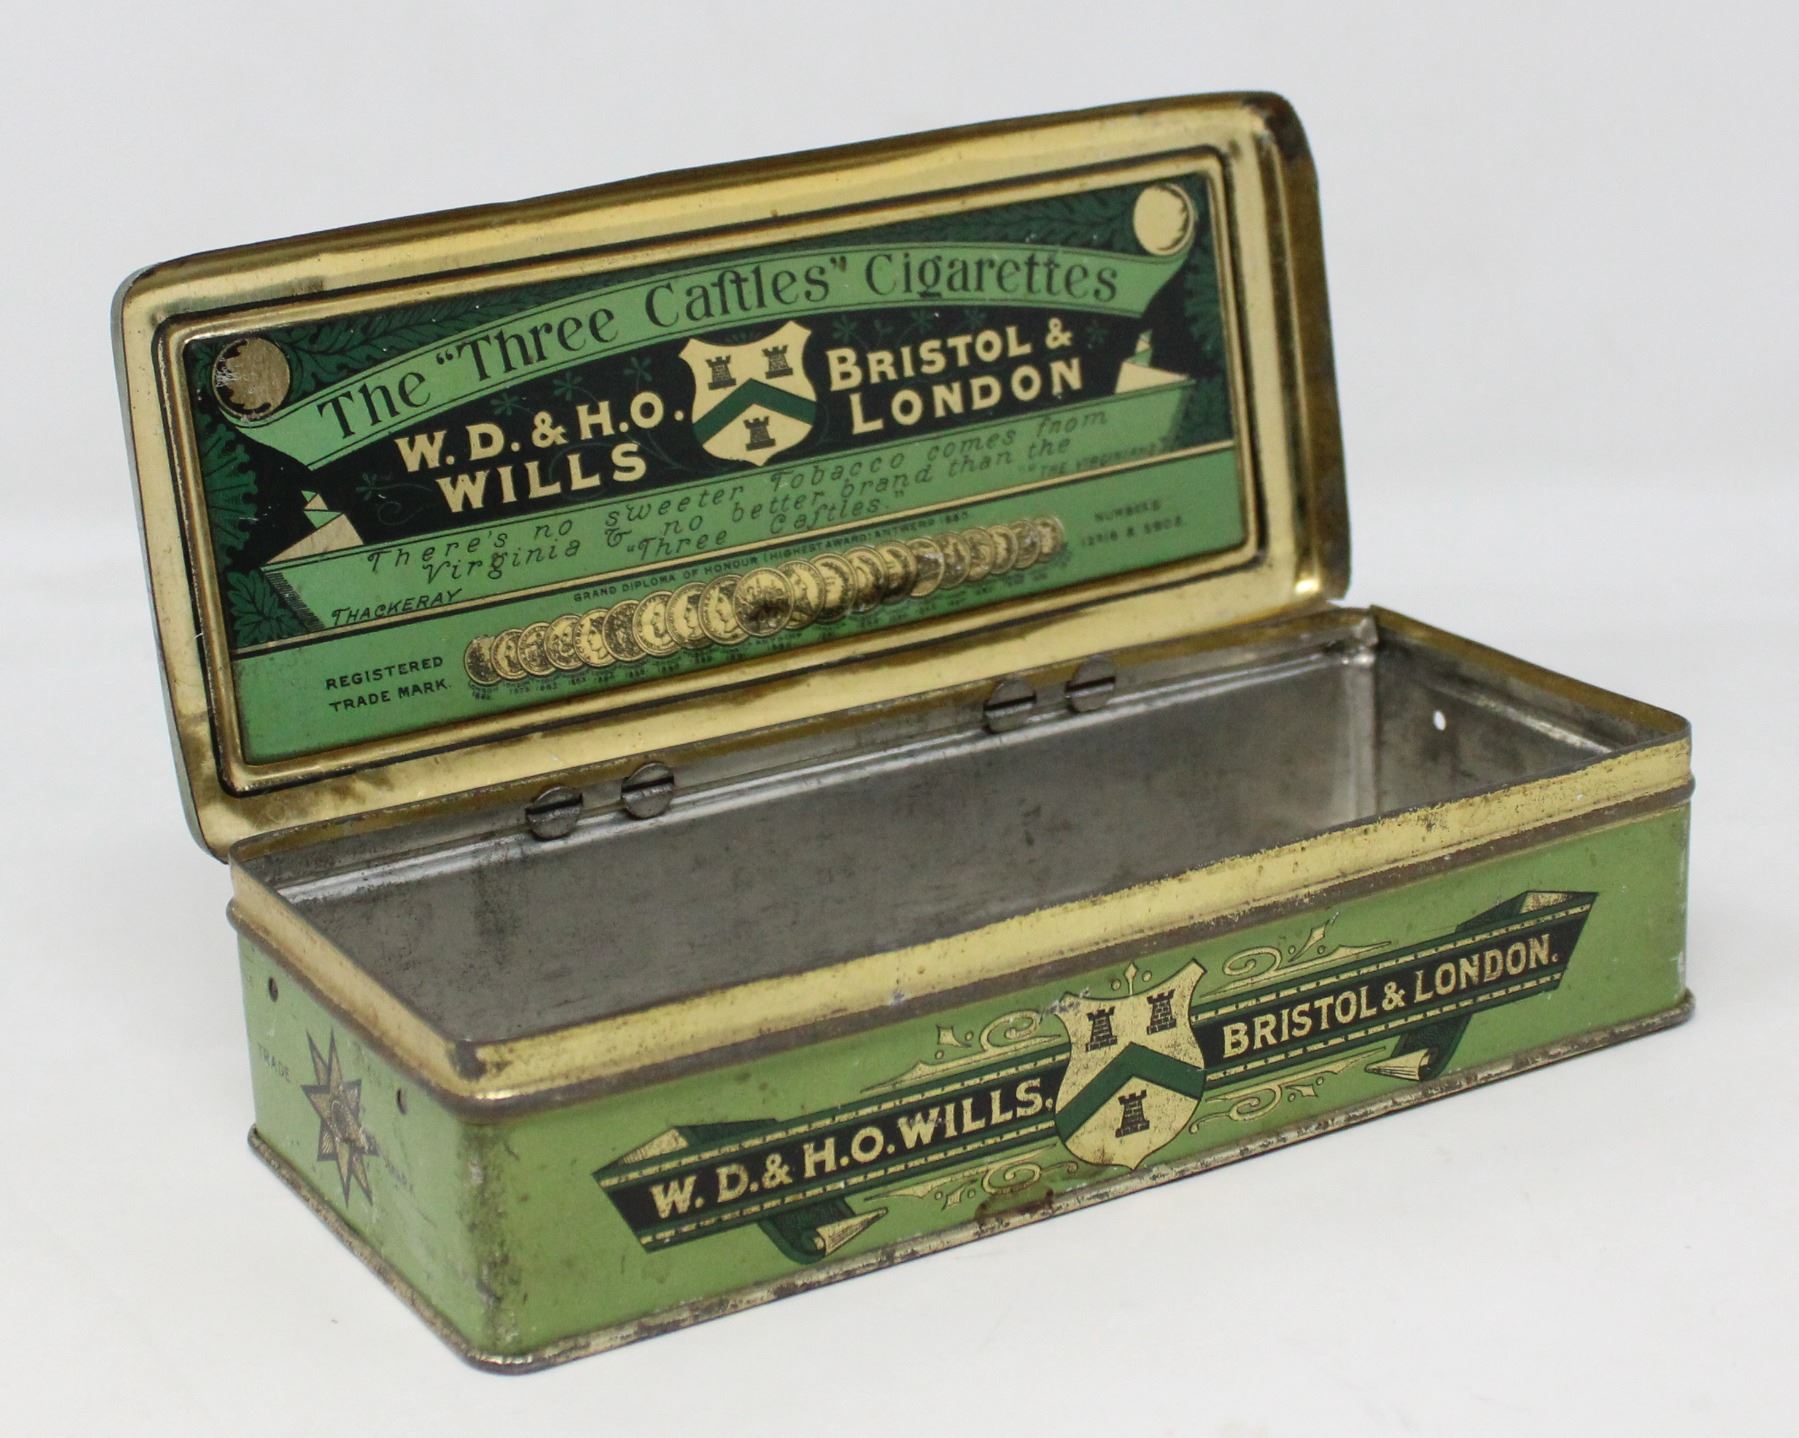 The "Three Caſtles" Cigarettes
W. D. & H. O.
WILLS
BRISTOL &
LONDON
There's no sweeter Tobacco comes from
Virginia & no better brand than the
"Three Caſtles."
THACKERAY
"THE VIRGINIANS"
GRAND DIPLOMA OF HONOUR (HIGHEST AWARD) ANTWERP
REGISTERED
TRADE MARK.
NUMBERS
TRADE
MARK
W. D. & H. O. WILLS.
BRISTOL & LONDON.